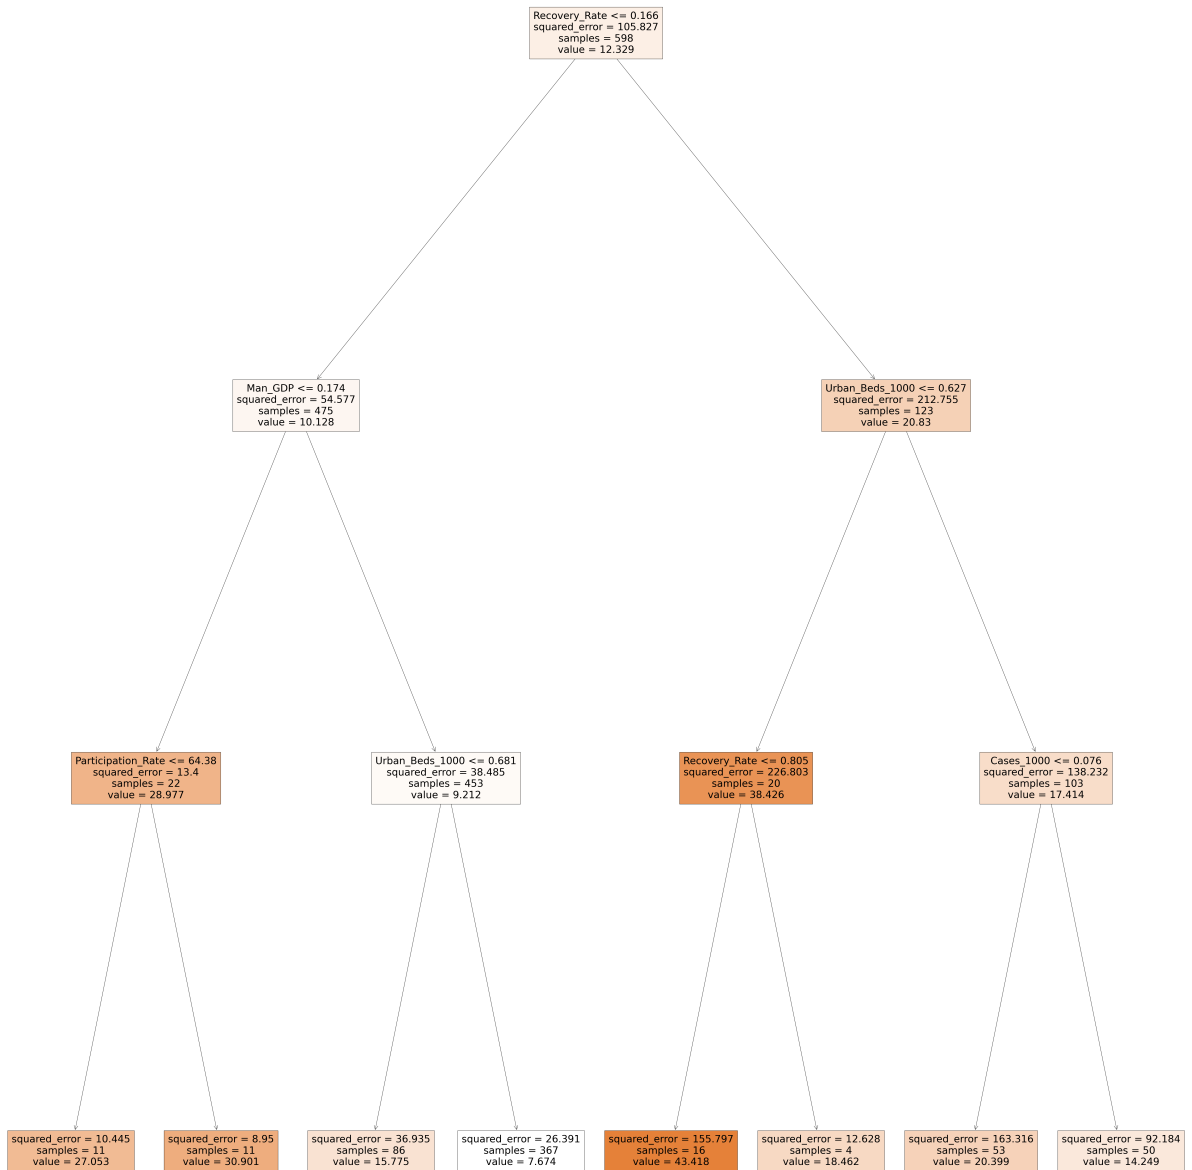 Recovery_Rate <= 0.166
squared_error = 105.827
samples = 598
value = 12.329
Man_GDP <= 0.174
squared_error = 54.577
samples = 475
value = 10.128
Urban_Beds_1000 <= 0.627
squared_error = 212.755
samples = 123
value = 20.83
Participation_Rate <= 64.38
squared_error = 13.4
samples = 22
value = 28.977
Urban_Beds_1000 <= 0.681
squared_error = 38.485
samples = 453
value = 9.212
Recovery_Rate <= 0.805
squared_error = 226.803
samples = 20
value = 38.426
Cases_1000 <= 0.076
squared_error = 138.232
samples = 103
value = 17.414
squared_error = 10.445
samples = 11
value = 27.053
squared_error = 8.95
samples = 11
value = 30.901
squared_error = 36.935
samples = 86
value = 15.775
squared_error = 26.391
samples = 367
value = 7.674
squared_error = 155.797
samples = 16
value = 43.418
squared_error = 12.628
samples = 4
value = 18.462
squared_error = 163.316
samples = 53
value = 20.399
squared_error = 92.184
samples = 50
value = 14.249